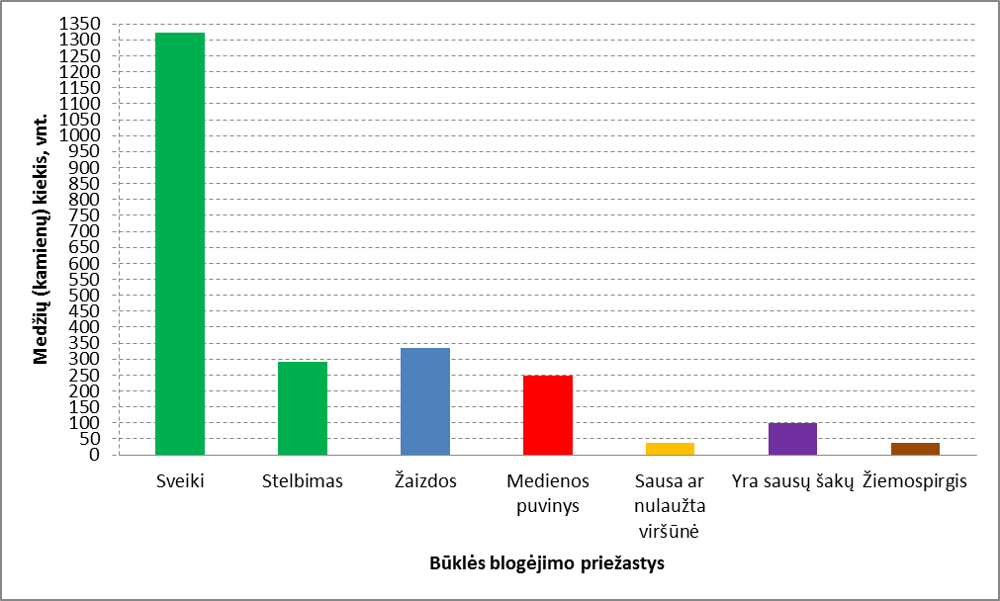 Medžių (kamienų) kiekis, vnt.
1350
1300
1250
1200
1150
1100
1050
1000
950
900
850
800
750
700
650
600
550
500
450
400
350
300
250
200
150
100
50
0
Sveiki
Stelbimas
Žaizdos
Medienos
puvinys
Sausa ar
nulaužta
viršūnė
Yra sausų šakų
Žiemospirgis
Būklės blogėjimo priežastys